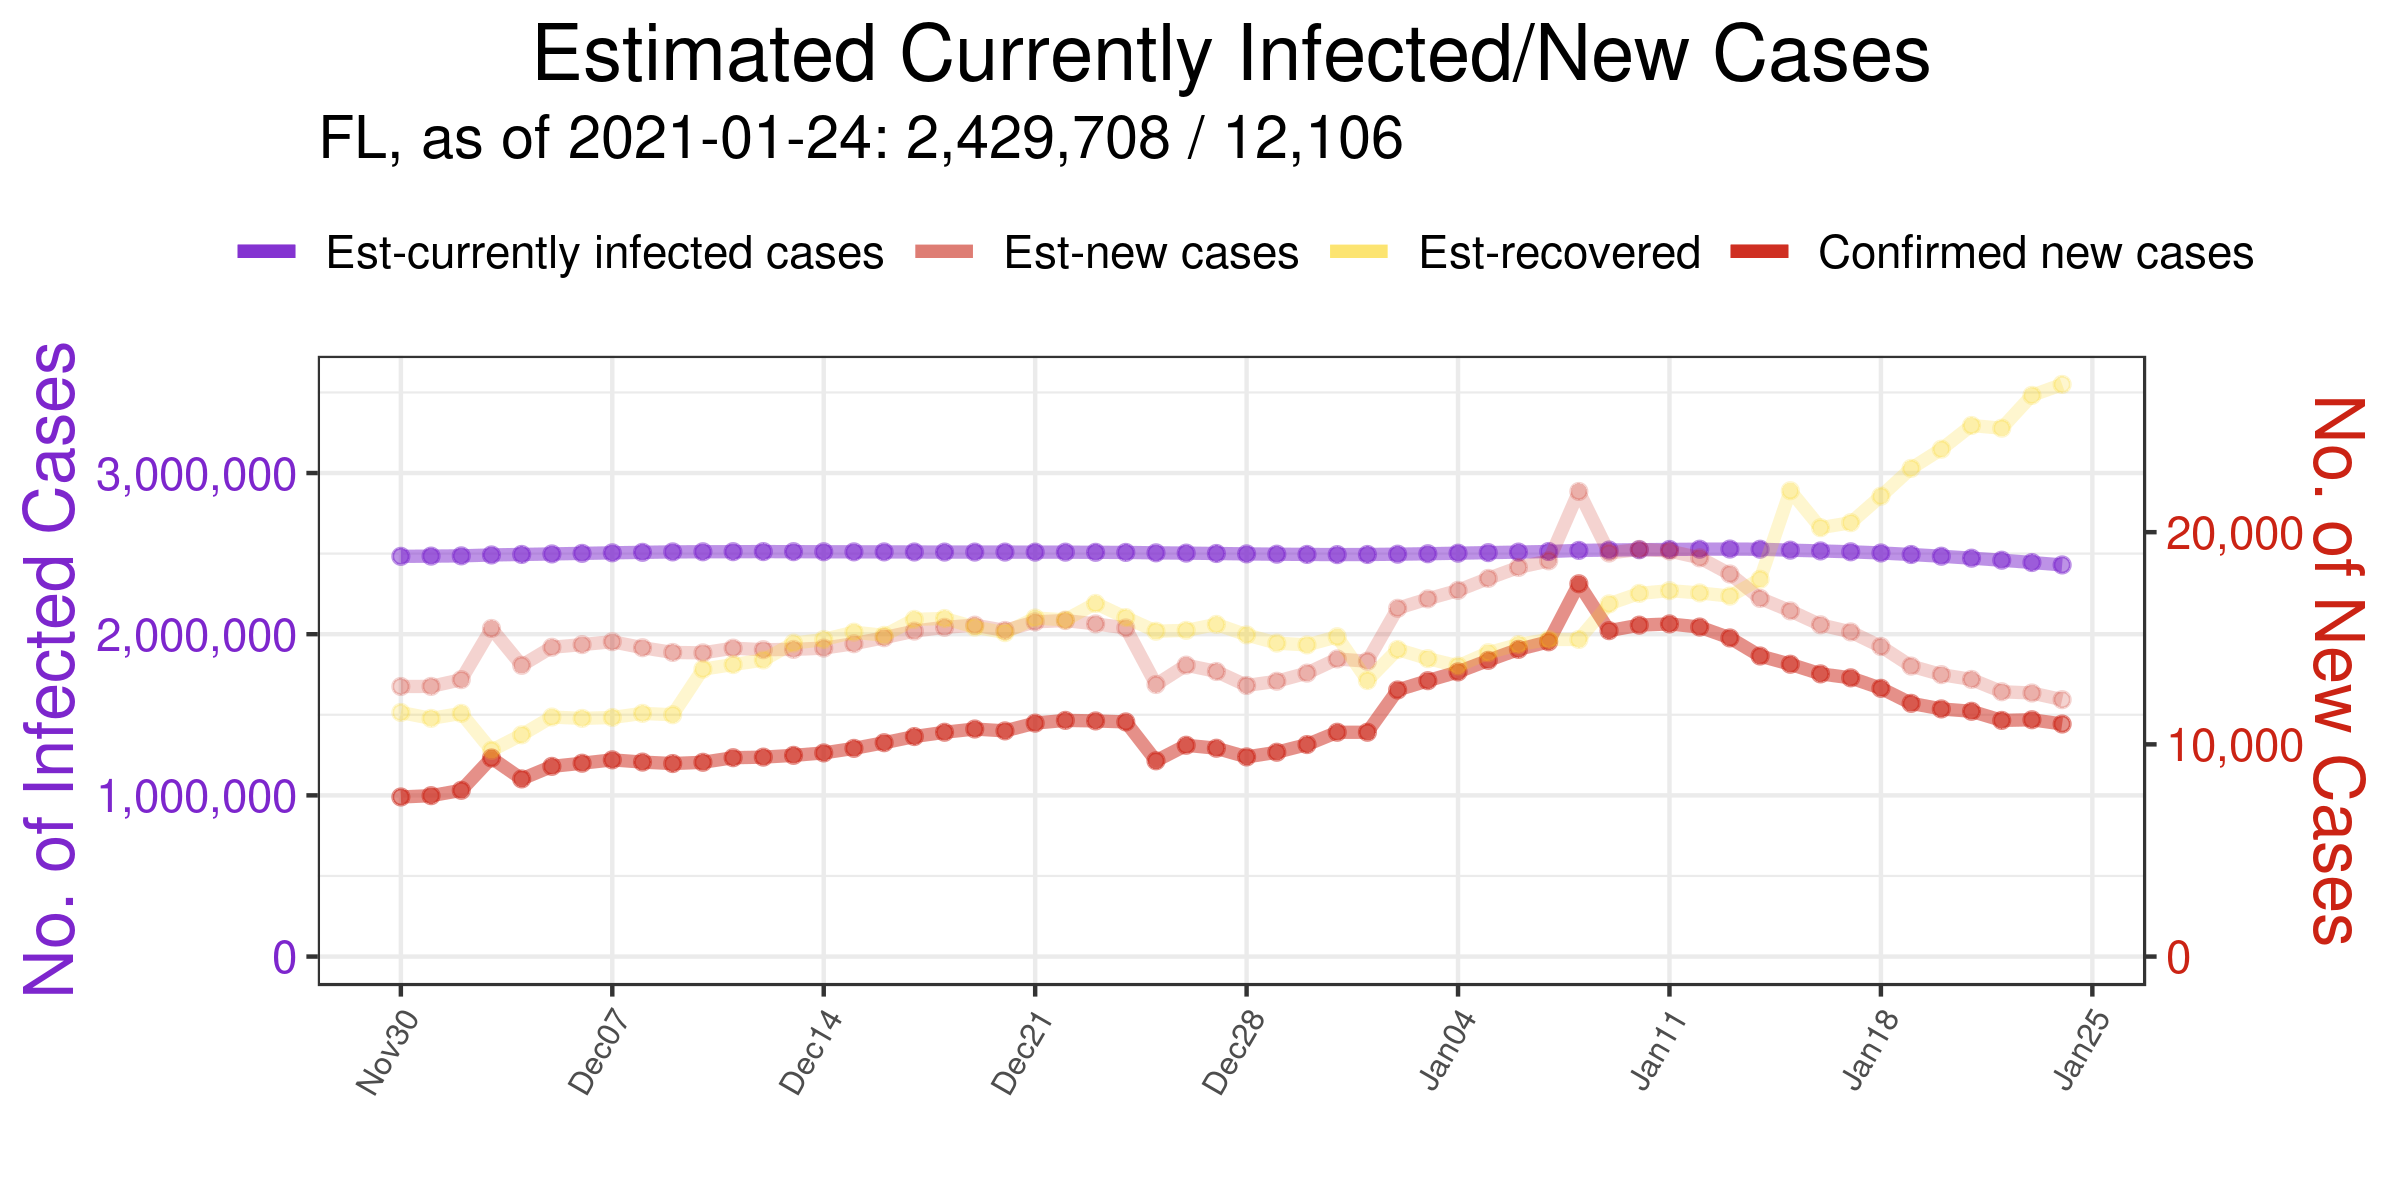 Estimated Currently Infected/New Cases
FL, as of 2021-01-24: 2,429,708 / 12,106
Est-currently infected cases Est-new cases Est-recovered Confirmed new cases
No. of Infected Cases
3,000,000
2,000,000
1,000,000
0
20,000
10,000
0
No. of New Cases
Nov30 Dec07 Dec14 Dec21 Dec28 Jan04 Jan11 Jan18 Jan25